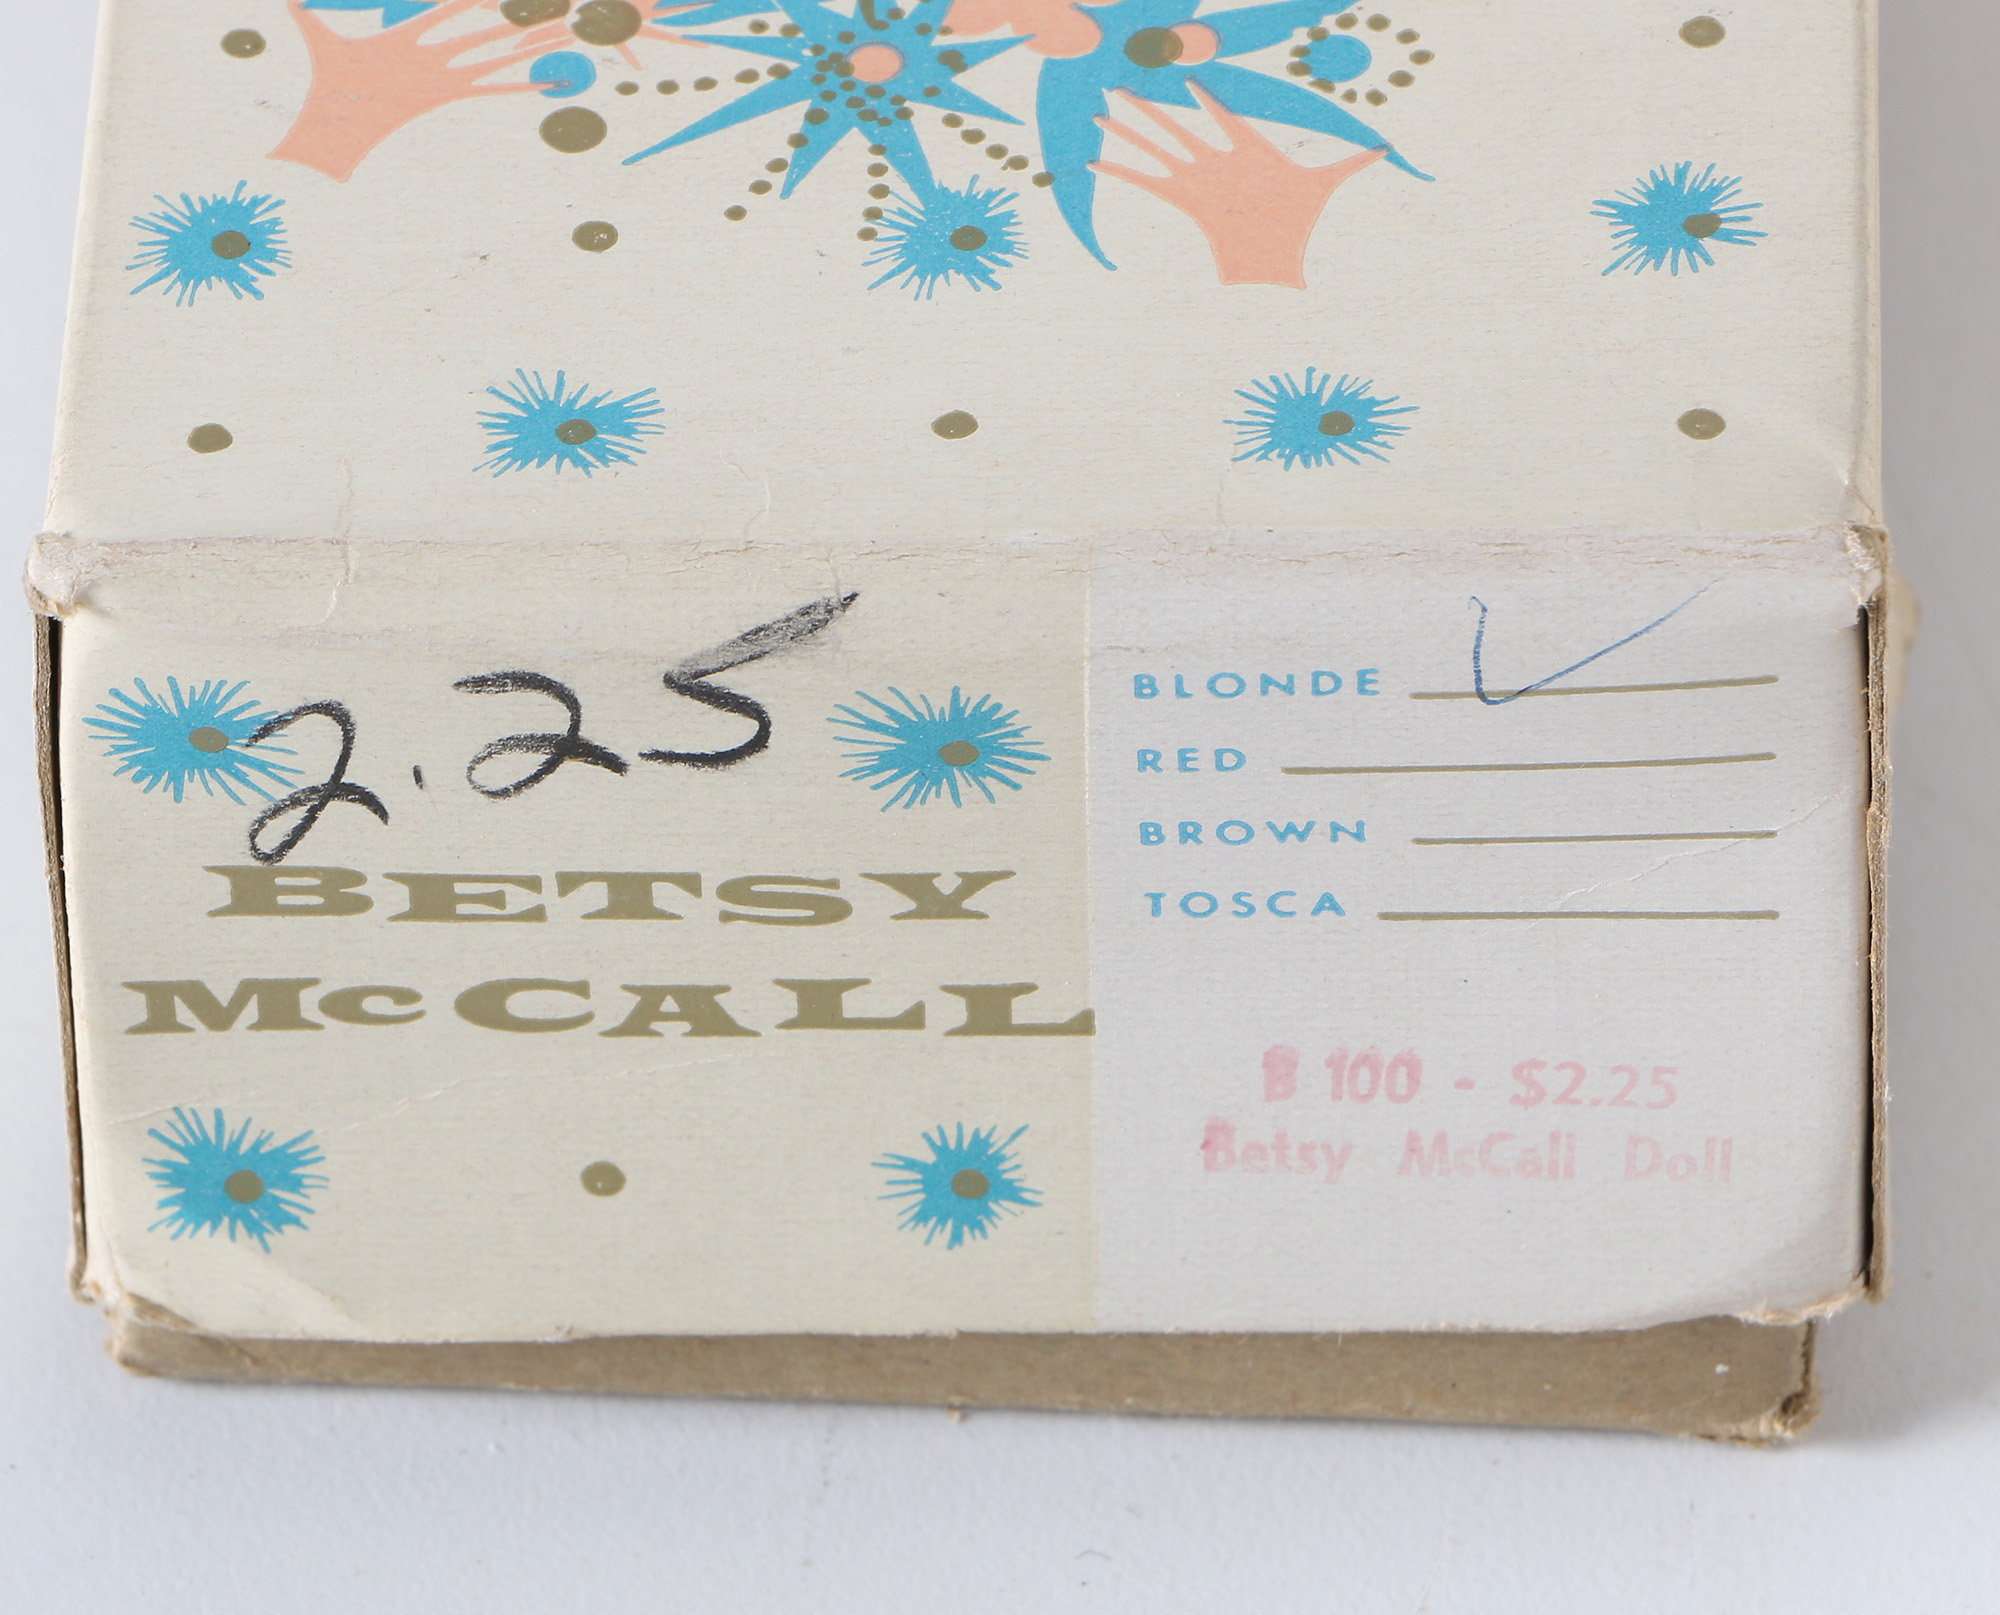 2.25
BETSY
McCALL
BLONDE ✓
RED
BROWN
TOSCA
B 100 - $2.25
Betsy McCall Doll